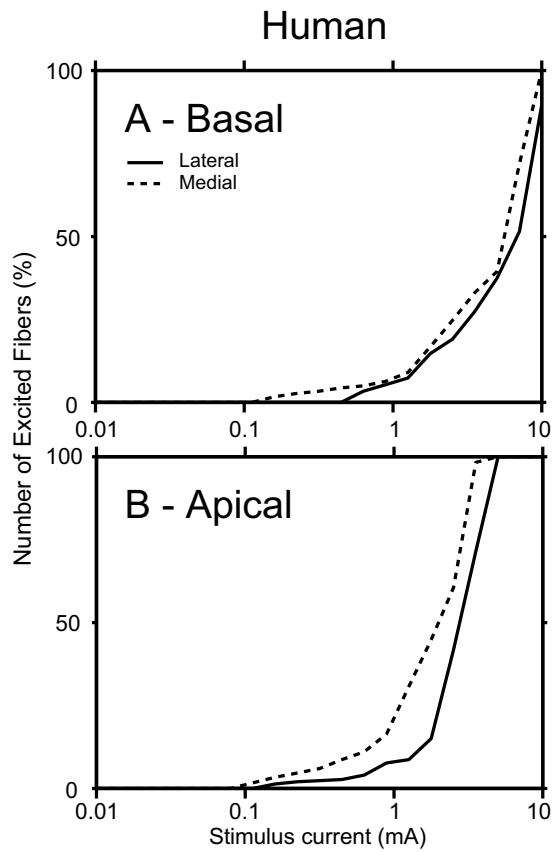 Human
A - Basal
Lateral
Medial
100
50
0
0.01
0.1
1
10
Number of Excited Fibers (%)
B - Apical
100
50
0
0.01
0.1
1
10
Stimulus current (mA)